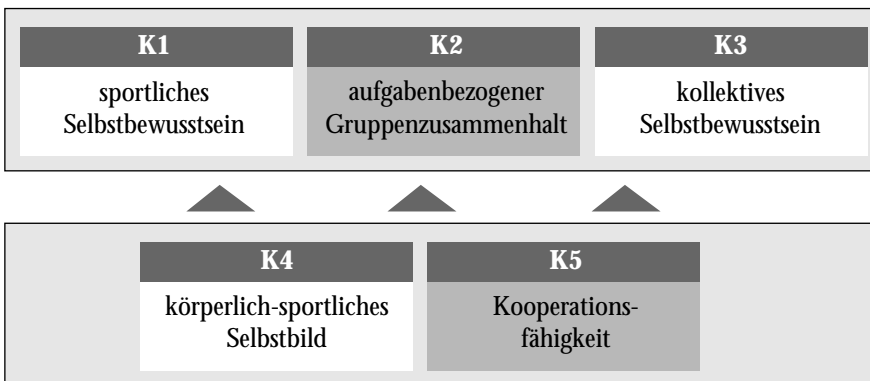 K1
sportliches
Selbstbewusstsein
K2
aufgabenbezogener
Gruppenzusammenhalt
K3
kollektives
Selbstbewusstsein
K4
körperlich-sportliches
Selbstbild
K5
Kooperations-
fähigkeit